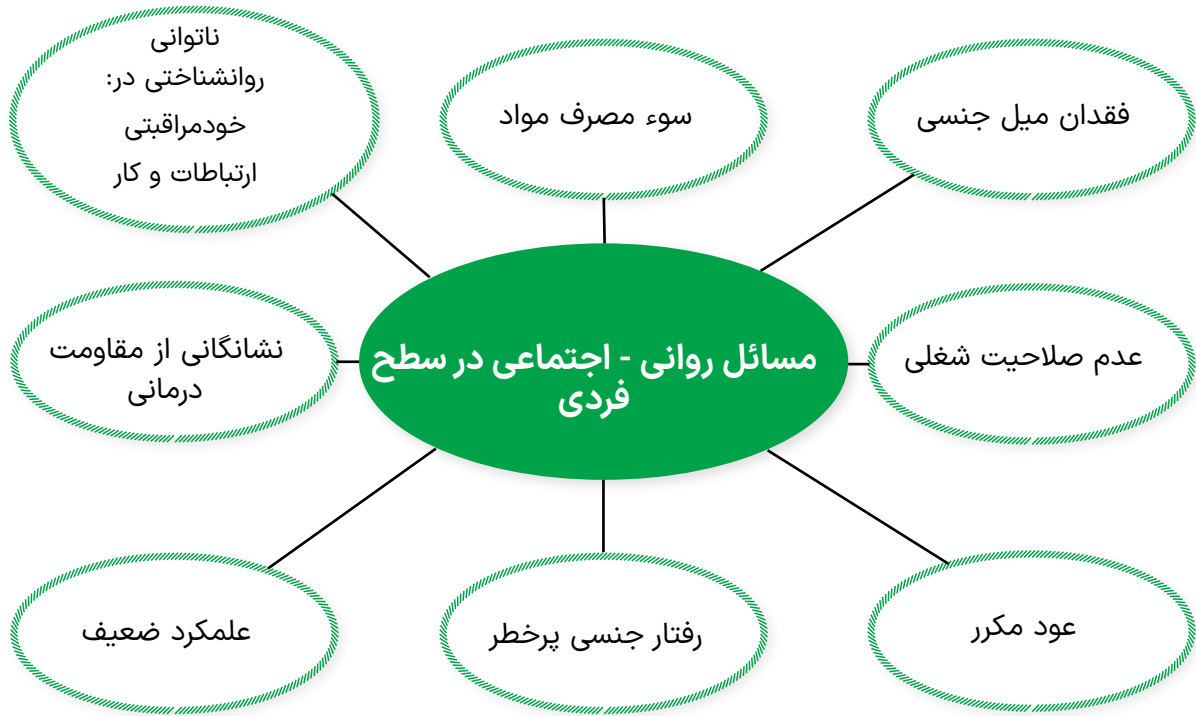 ناتوانی
روانشناختی در:
خودمراقبتی
ارتباطات و کار
سوء مصرف مواد
فقدان میل جنسی
نشانگانی از مقاومت
درمانی
مسائل روانی - اجتماعی در سطح
فردی
عدم صلاحیت شغلی
علمکرد ضعیف
رفتار جنسی پرخطر
عود مکرر